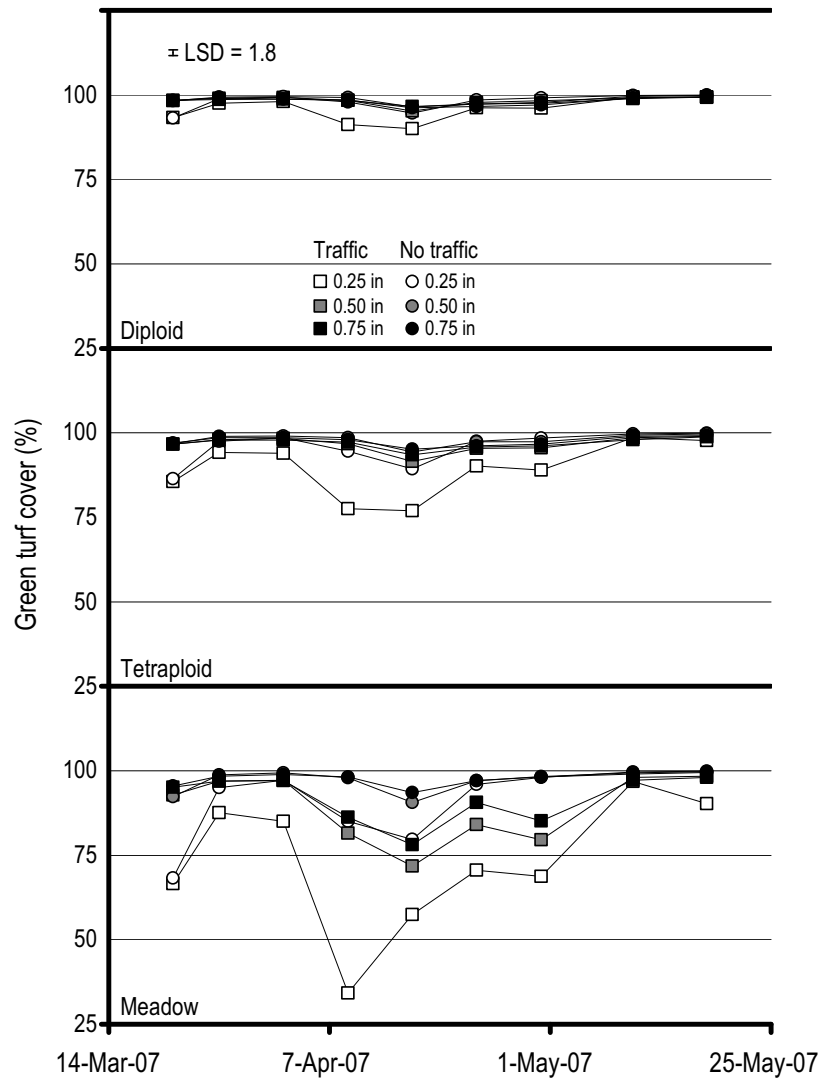 LSD = 1.8
100
75
50
Traffic No traffic
0.25 in 0.25 in
0.50 in 0.50 in
0.75 in 0.75 in
Diploid
25
100
75
50
Tetraploid
25
100
75
50
Meadow
25
Green turf cover (%)
14-Mar-07 7-Apr-07 1-May-07 25-May-07